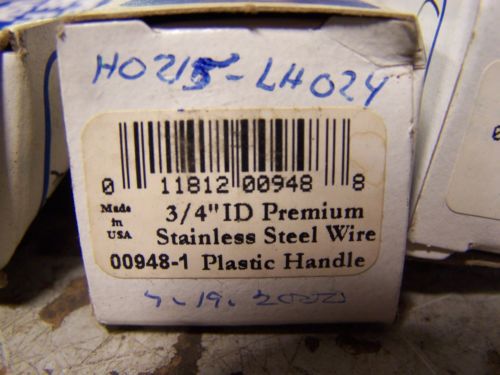 H0215-LH024
0 11812 00948 8
Made in USA
3/4" ID Premium
Stainless Steel Wire
00948-1 Plastic Handle